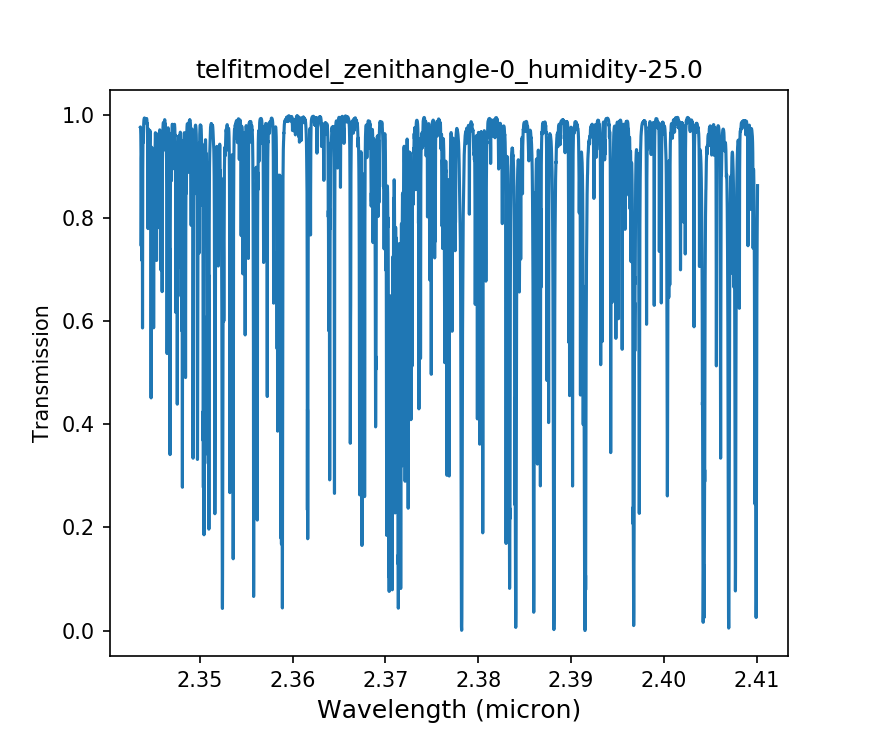 telfitmodel_zenithangle-0_humidity-25.0
1.0
0.8
0.6
0.4
0.2
0.0
Transmission
2.35 2.36 2.37 2.38 2.39 2.40 2.41
Wavelength (micron)